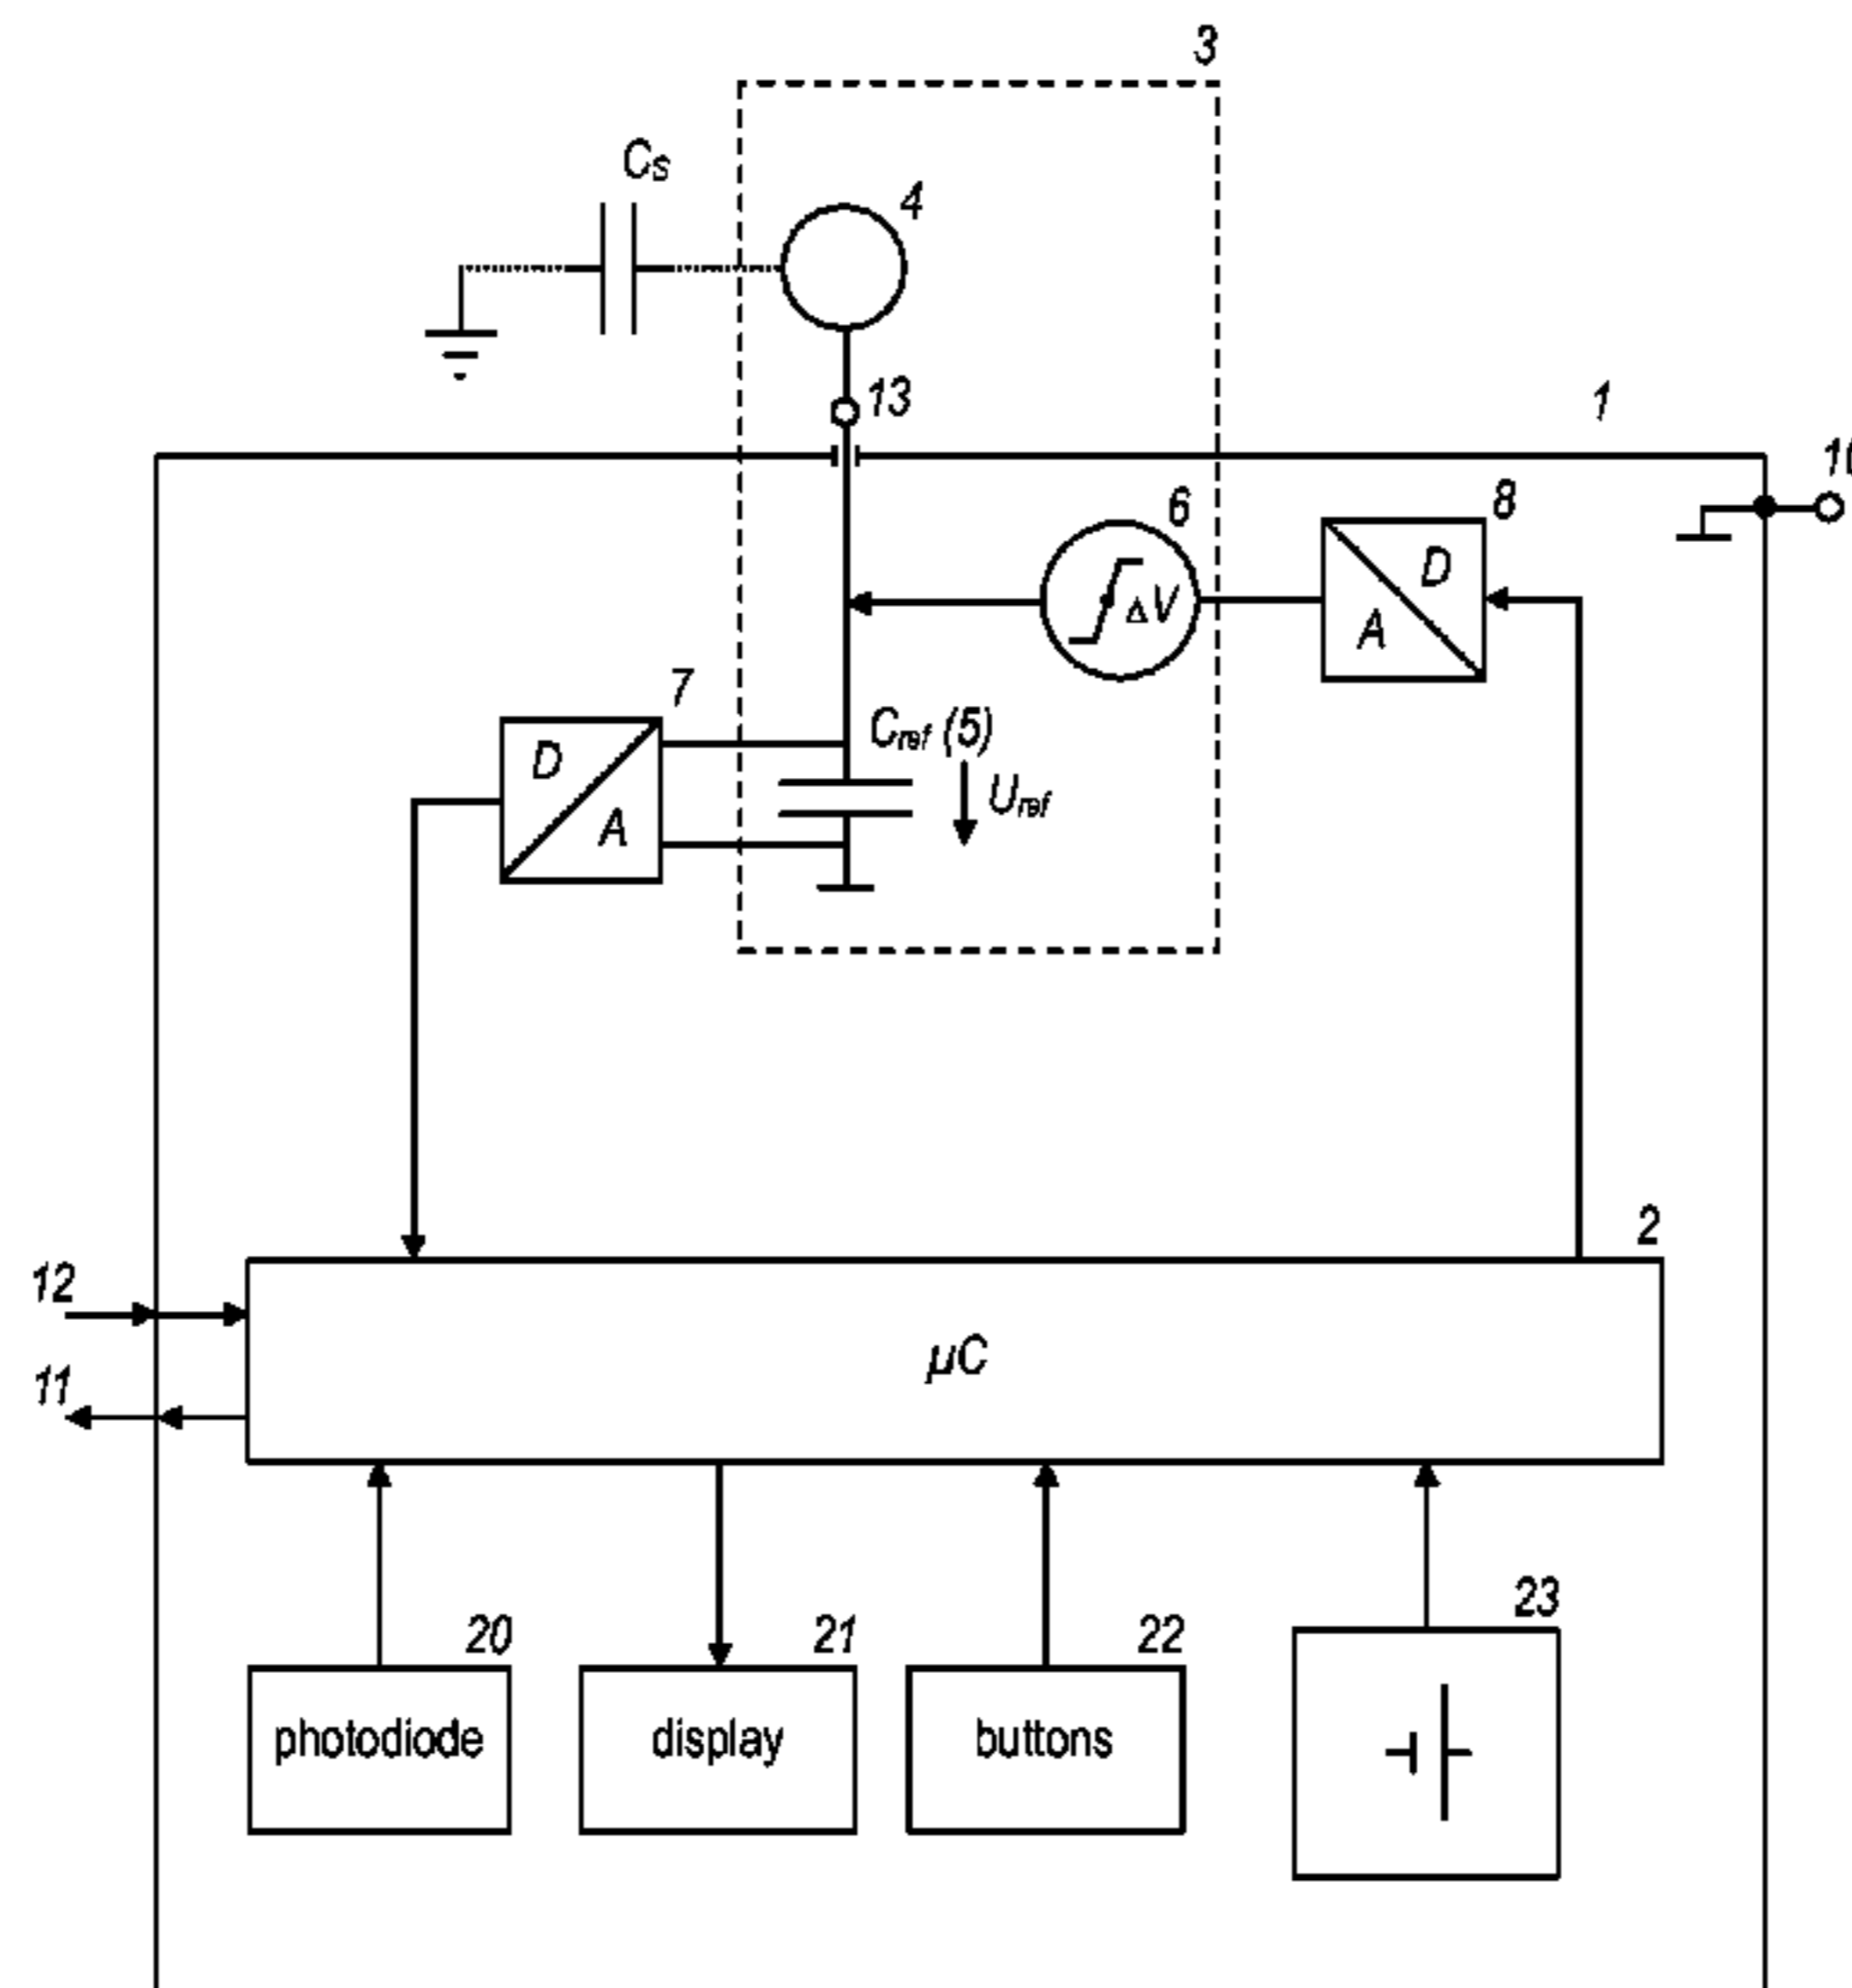 3
Cs
4
13
1
10
6
8
D
A
ΔV
7
D
A
Cref (5)
Uref
2
12
µC
11
20
21
22
23
photodiode
display
buttons